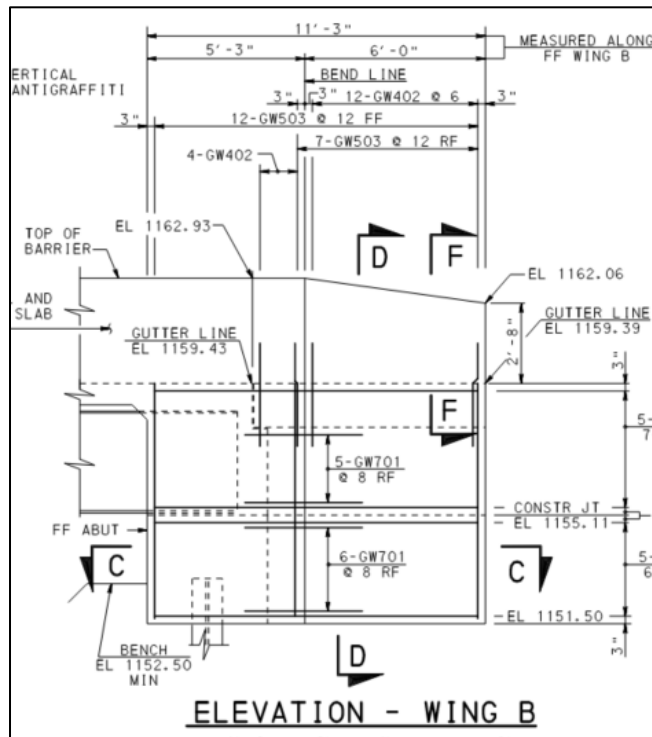 11'-3"
5'-3"
6'-0"
MEASURED ALONG
FF WING B
ERTICAL
ANTIGRAFFITI
BEND LINE
3"
3"
12-GW402 @ 6
3"
3"
12-GW503 @ 12 FF
7-GW503 @ 12 RF
4-GW402
EL 1162.93
D
F
TOP OF
BARRIER
EL 1162.06
AND
SLAB
GUTTER LINE
EL 1159.43
GUTTER LINE
EL 1159.39
2'-8"
3"
F
5-
7
5-GW701
@ 8 RF
CONSTR JT
EL 1155.11
FF ABUT
C
6-GW701
@ 8 RF
C
5-
6
EL 1151.50
BENCH
EL 1152.50
MIN
D
3"
ELEVATION - WING B